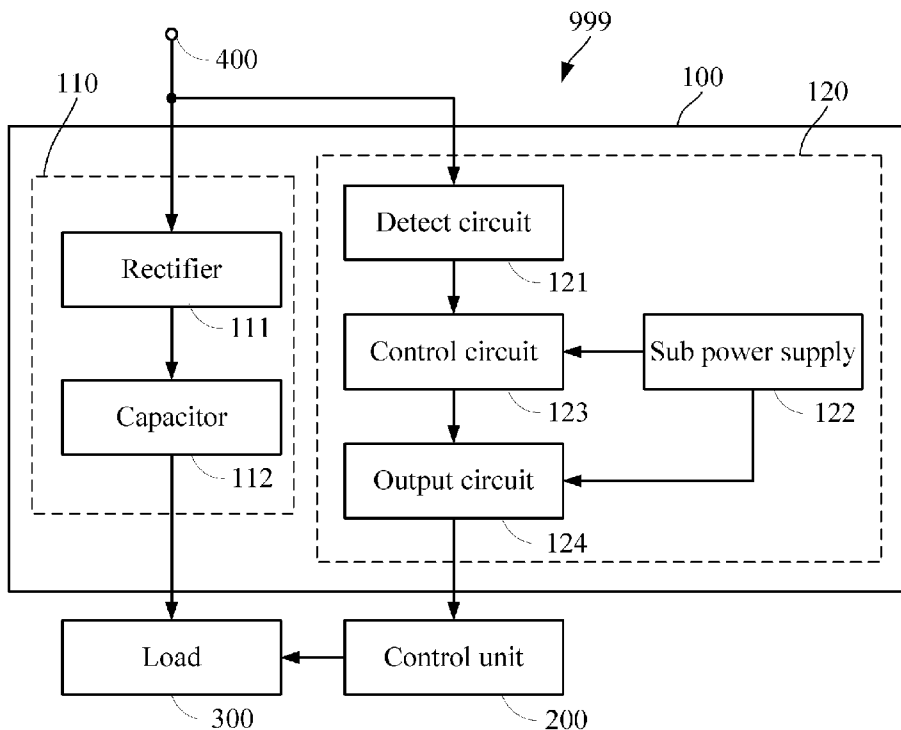 999
400
110
100
120
Detect circuit
121
Rectifier
111
Control circuit
123
Sub power supply
122
Capacitor
112
Output circuit
124
Load
300
Control unit
200